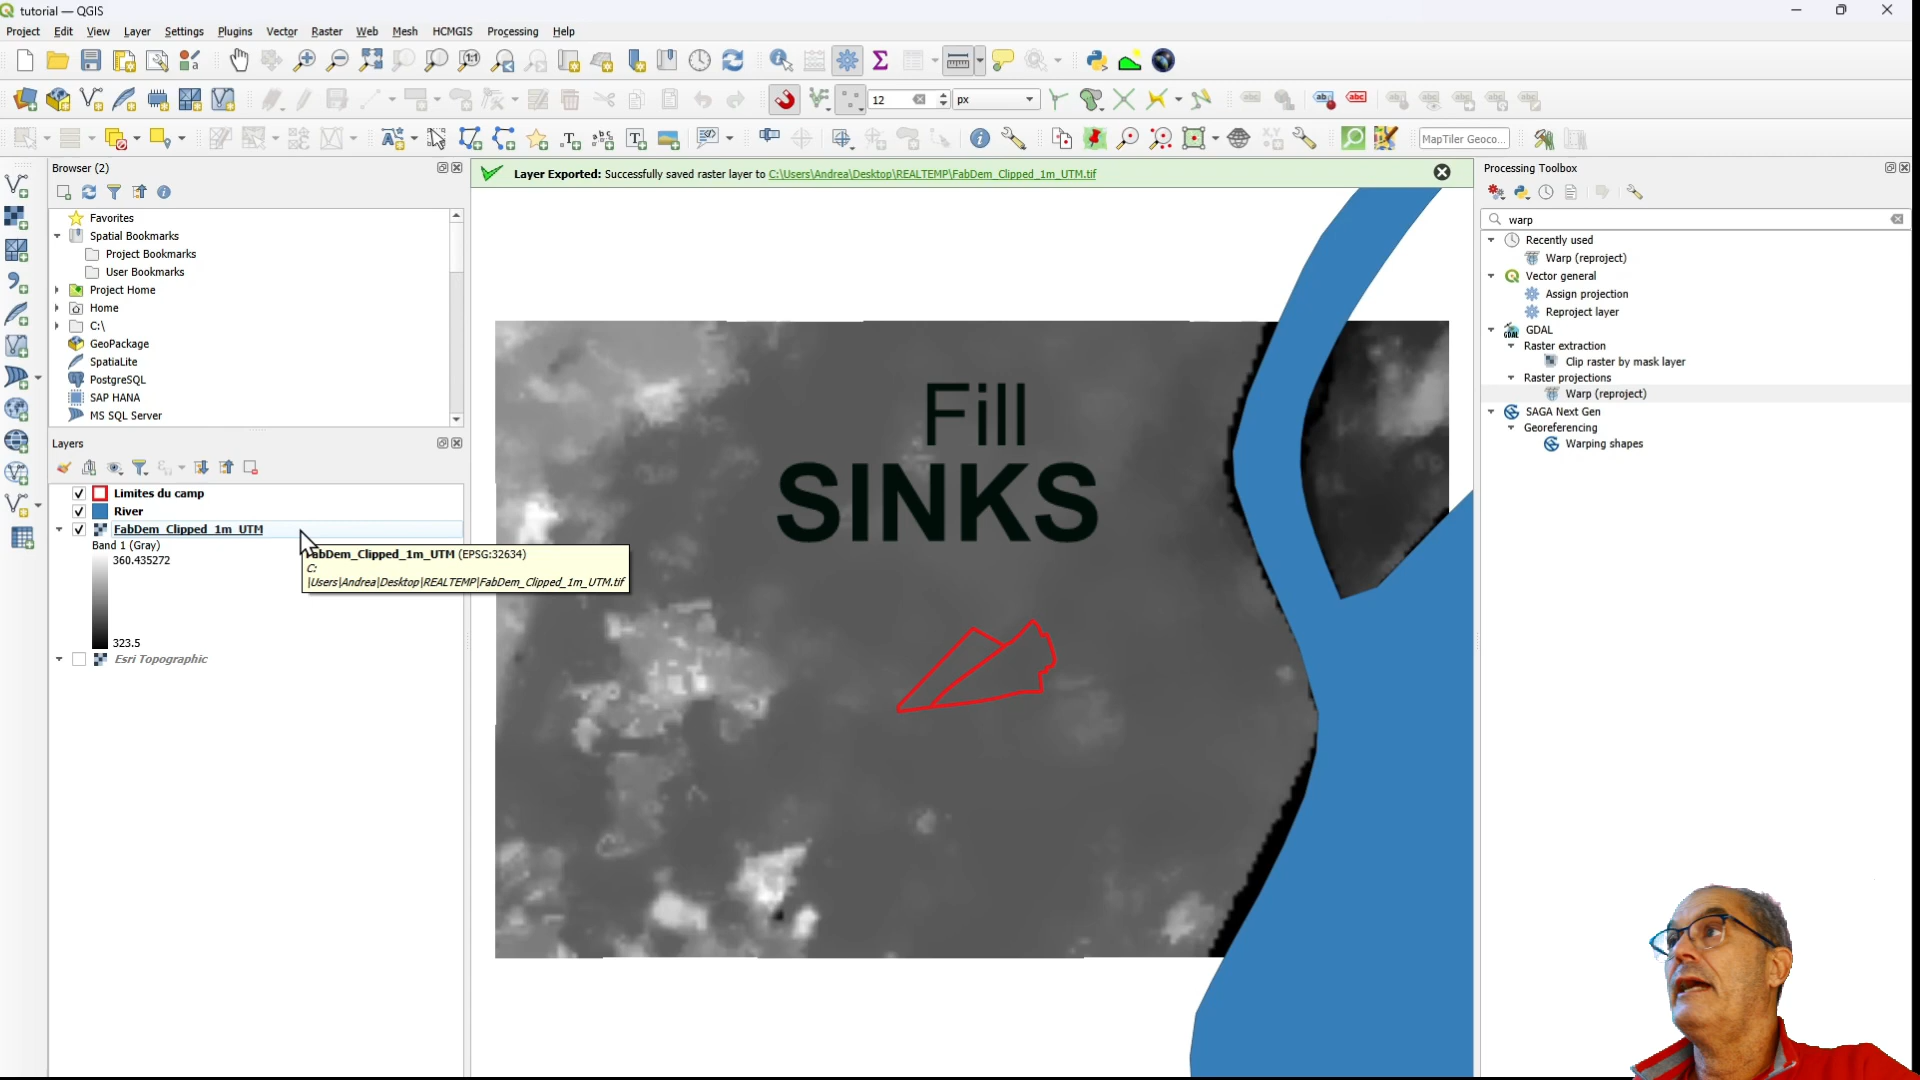 tutorial — QGIS
Project Edit View Layer Settings Plugins Vector Raster Web Mesh HCMGIS Processing Help
12 px
MapTiler Geoco...
Browser (2)
Favorites
Spatial Bookmarks
Project Bookmarks
User Bookmarks
Project Home
Home
C:\
GeoPackage
SpatiaLite
PostgreSQL
SAP HANA
MS SQL Server
Layers
Limites du camp
River
FabDem_Clipped_1m_UTM
Band 1 (Gray)
360.435272
323.5
Esri Topographic
FabDem_Clipped_1m_UTM (EPSG:32634)
C:
\Users\Andrea\Desktop\REALTEMP\FabDem_Clipped_1m_UTM.tif
Layer Exported: Successfully saved raster layer to C:\Users\Andrea\Desktop\REALTEMP\FabDem_Clipped_1m_UTM.tif
Fill
SINKS
Processing Toolbox
warp
Recently used
Warp (reproject)
Vector general
Assign projection
Reproject layer
GDAL
Raster extraction
Clip raster by mask layer
Raster projections
Warp (reproject)
SAGA Next Gen
Georeferencing
Warping shapes